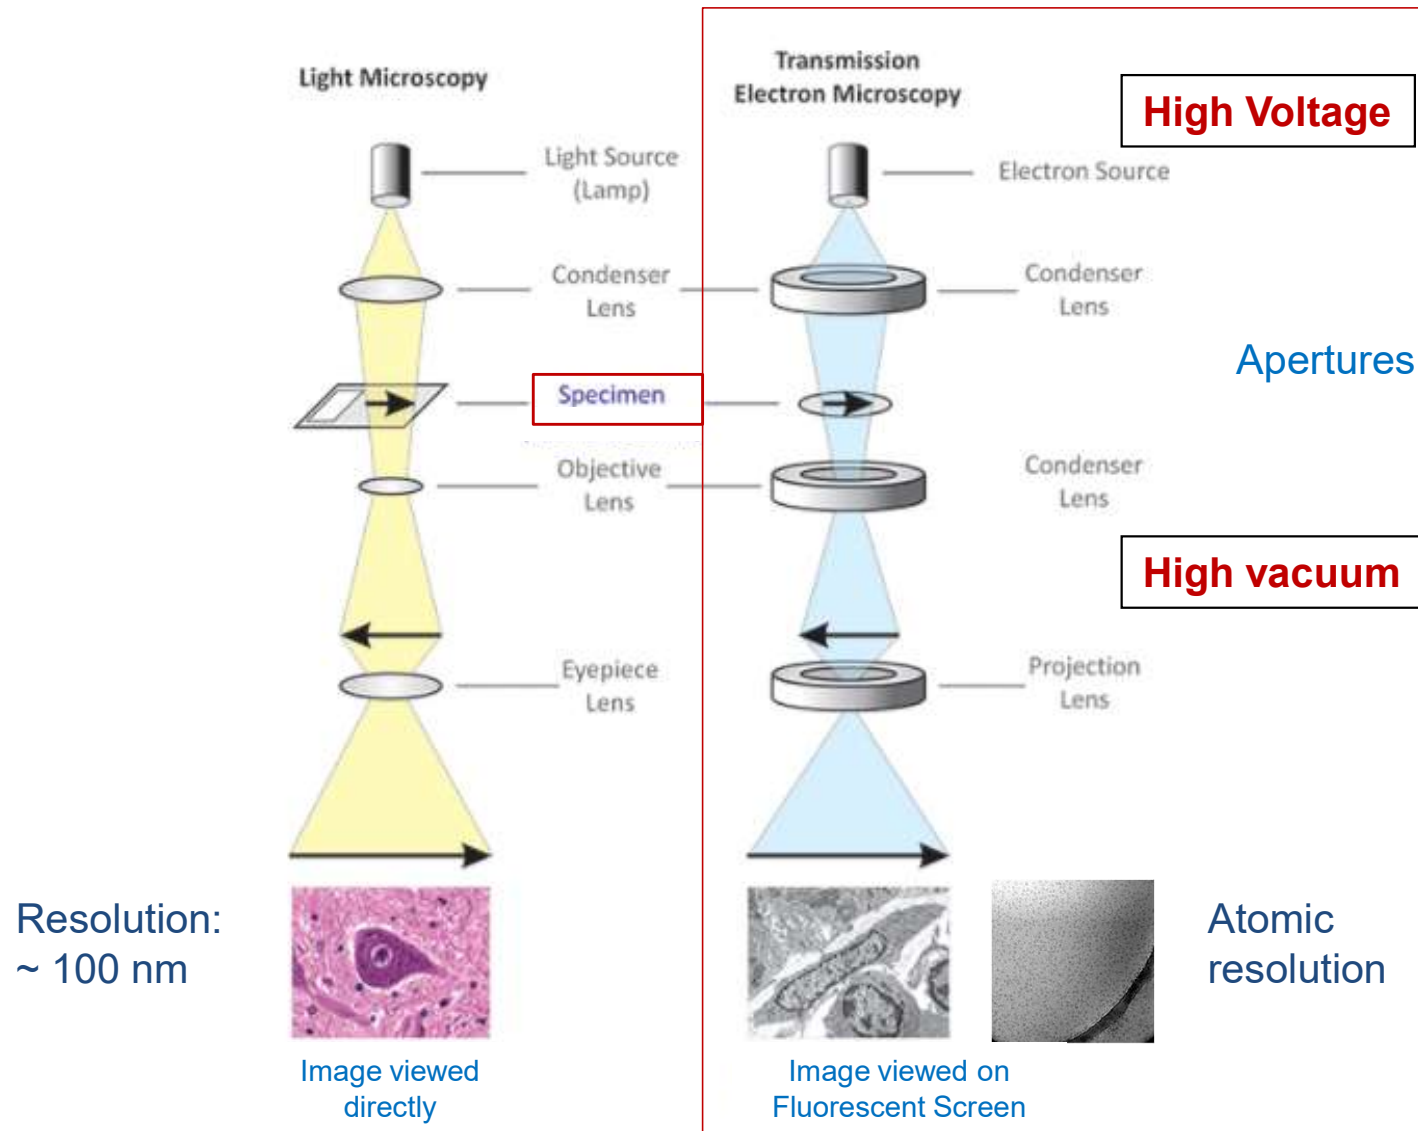 Light Microscopy
Transmission
Electron Microscopy
High Voltage
Light Source
(Lamp)
Electron Source
Condenser
Lens
Condenser
Lens
Apertures
Specimen
Objective
Lens
Condenser
Lens
High vacuum
Eyepiece
Lens
Projection
Lens
Resolution:
~ 100 nm
Atomic
resolution
Image viewed
directly
Image viewed on
Fluorescent Screen